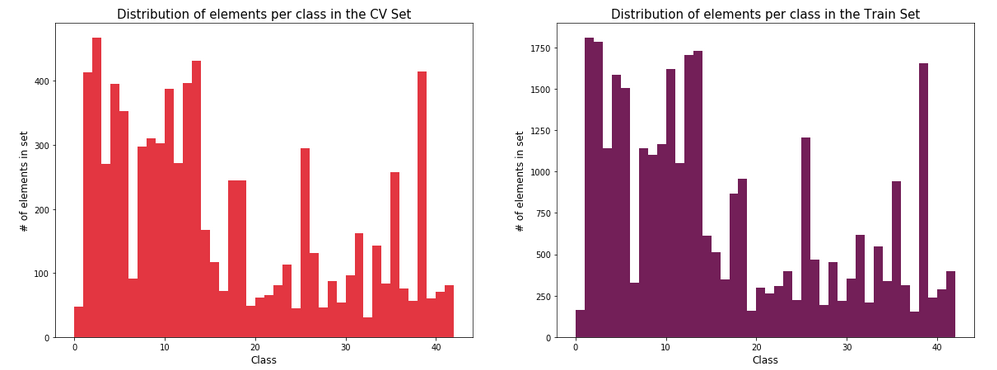 Distribution of elements per class in the CV Set
# of elements in set
400
300
200
100
0
0 10 20 30 40
Class
Distribution of elements per class in the Train Set
# of elements in set
1750
1500
1250
1000
750
500
250
0
0 10 20 30 40
Class